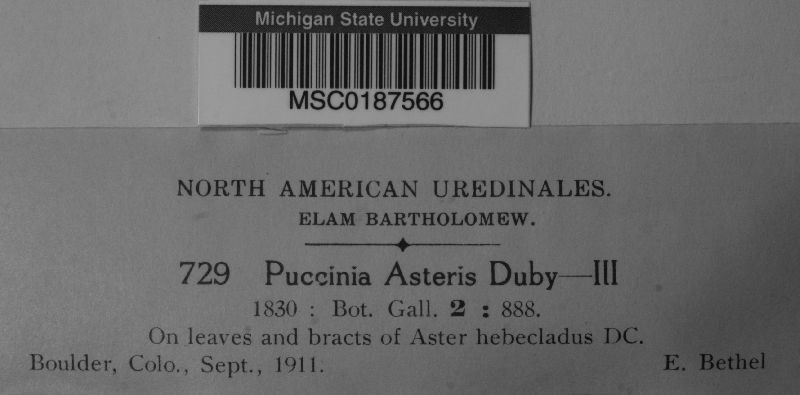 Michigan State University
MSC0187566
NORTH AMERICAN UREDINALES.
ELAM BARTHOLOMEW.
729 Puccinia Asteris Duby—III
1830 : Bot. Gall. 2 : 888.
On leaves and bracts of Aster hebecladus DC.
Boulder, Colo., Sept., 1911. E. Bethel